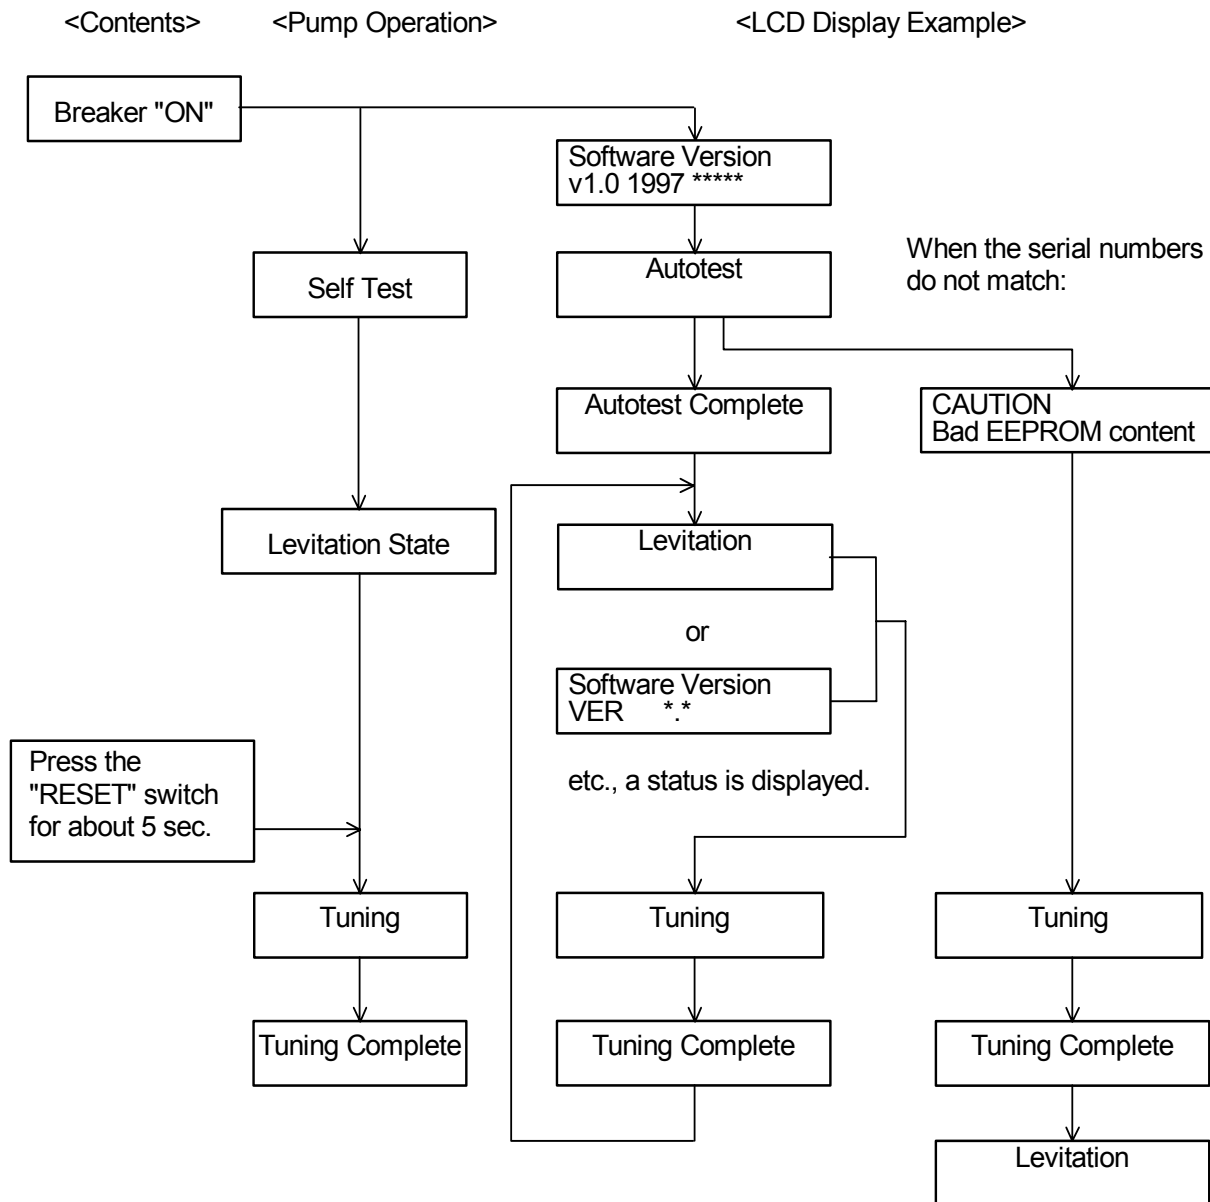 <Contents>
<Pump Operation>
<LCD Display Example>
Breaker "ON"
Software Version
v1.0 1997 *****
When the serial numbers
do not match:
Self Test
Autotest
Autotest Complete
CAUTION
Bad EEPROM content
Levitation State
Levitation
or
Software Version
VER *.*
Press the
"RESET" switch
for about 5 sec.
etc., a status is displayed.
Tuning
Tuning
Tuning
Tuning Complete
Tuning Complete
Tuning Complete
Levitation